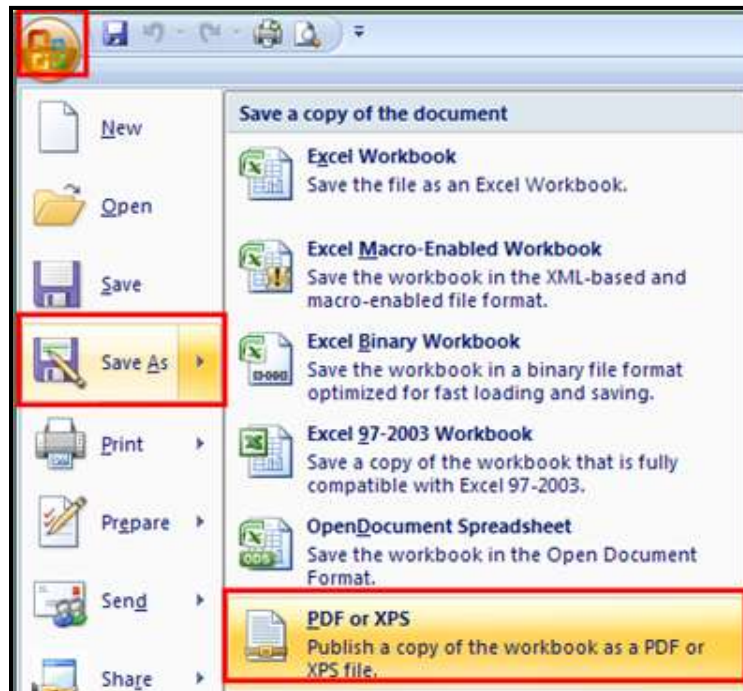 Save a copy of the document
New
Open
Save
Save As
Print
Prepare
Send
Share
Excel Workbook
Save the file as an Excel Workbook.
Excel Macro-Enabled Workbook
Save the workbook in the XML-based and
macro-enabled file format.
Excel Binary Workbook
Save the workbook in a binary file format
optimized for fast loading and saving.
Excel 97-2003 Workbook
Save a copy of the workbook that is fully
compatible with Excel 97-2003.
OpenDocument Spreadsheet
Save the workbook in the Open Document
Format.
ODS
PDF or XPS
Publish a copy of the workbook as a PDF or
XPS file.